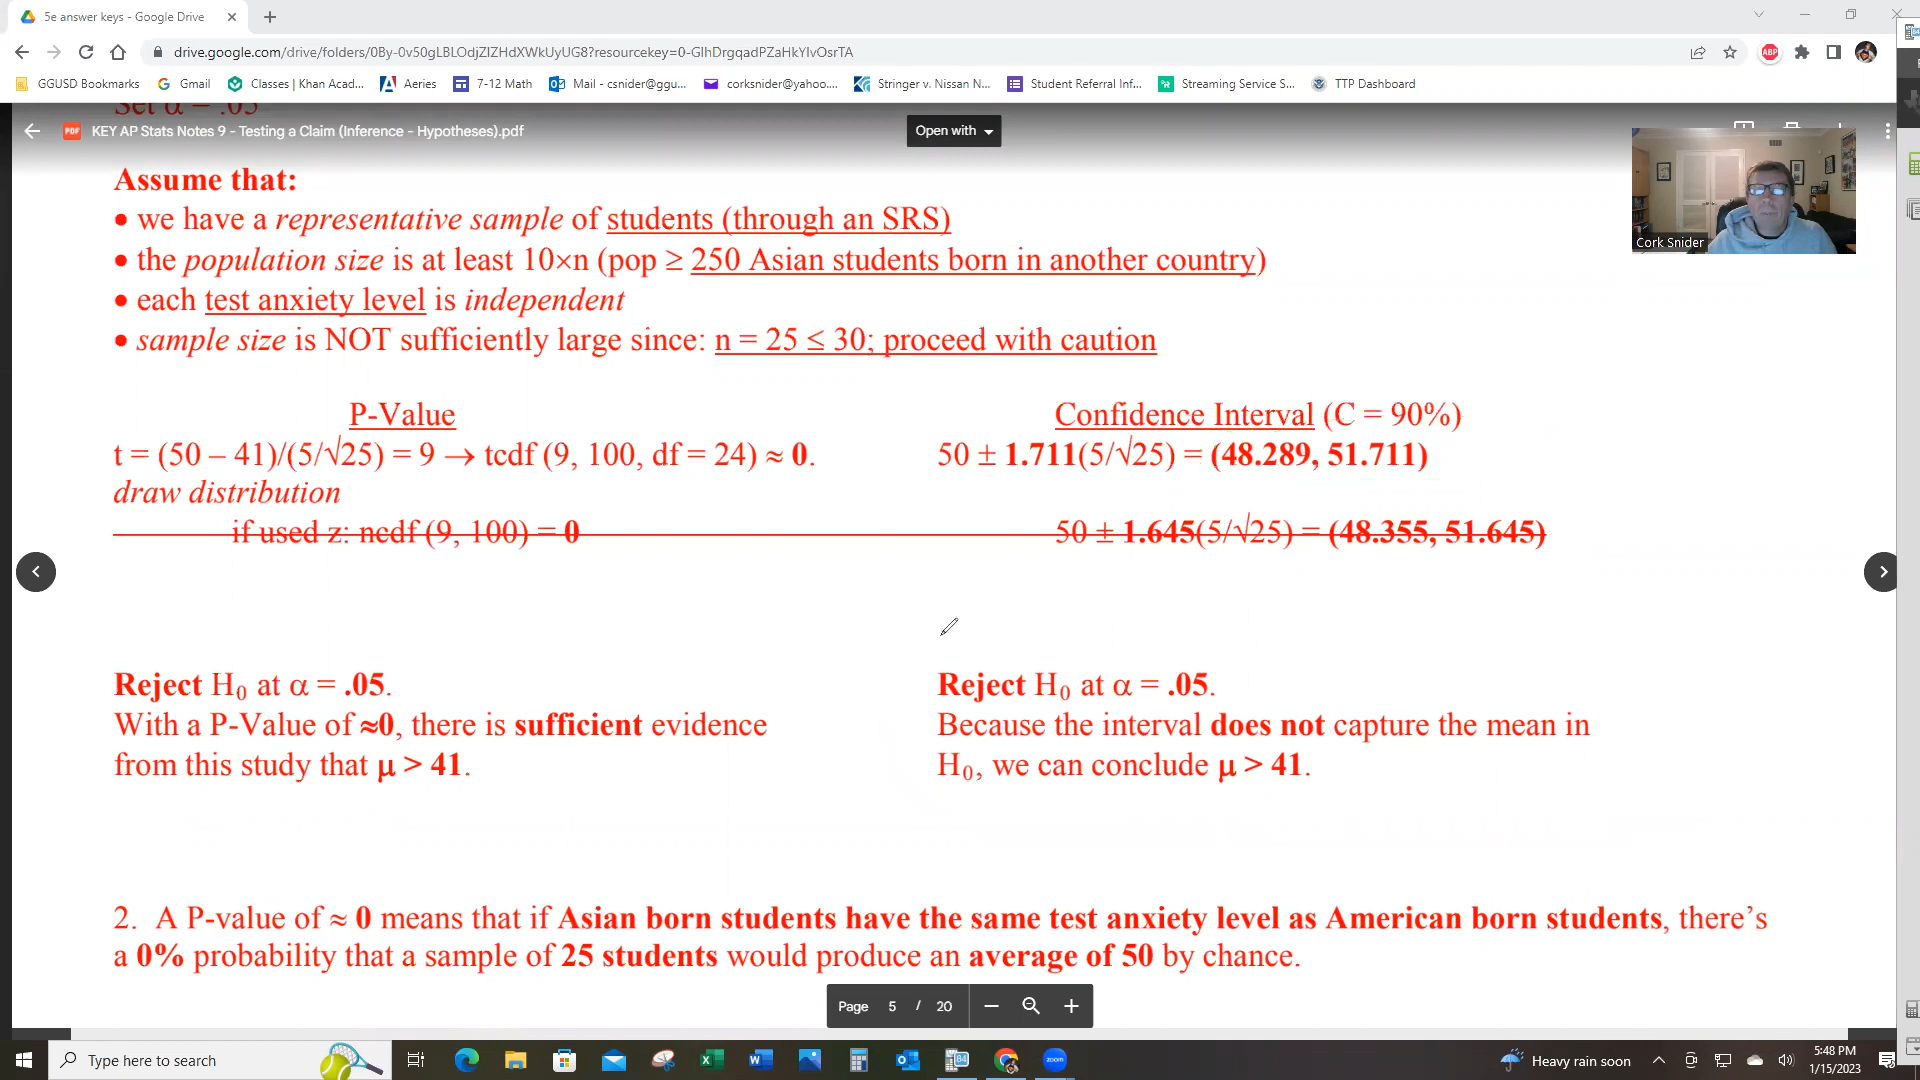 5e answer keys - Google Drive
drive.google.com/drive/folders/0By-0v50gLBLOdjZIZHdXWkUyUG8?resourcekey=0-GlhDrgqadPZaHkYlvOsrTA
ABP
GGUSD Bookmarks Gmail Classes | Khan Acad... Aeries 7-12 Math Mail - csnider@ggu... corksnider@yahoo.... Stringer v. Nissan N... Student Referral Inf... Streaming Service S... TTP Dashboard
Set α = .05
PDF KEY AP Stats Notes 9 - Testing a Claim (Inference - Hypotheses).pdf
Open with
Assume that:
• we have a representative sample of students (through an SRS)
• the population size is at least 10×n (pop ≥ 250 Asian students born in another country)
• each test anxiety level is independent
• sample size is NOT sufficiently large since: n = 25 ≤ 30; proceed with caution
Cork Snider
P-Value
t = (50 – 41)/(5/√25) = 9 → tcdf (9, 100, df = 24) ≈ 0.
draw distribution
if used z: ncdf (9, 100) = 0
Confidence Interval (C = 90%)
50 ± 1.711(5/√25) = (48.289, 51.711)
50 ± 1.645(5/√25) = (48.355, 51.645)
Reject H₀ at α = .05.
With a P-Value of ≈0, there is sufficient evidence
from this study that μ > 41.
Reject H₀ at α = .05.
Because the interval does not capture the mean in
H₀, we can conclude μ > 41.
2. A P-value of ≈ 0 means that if Asian born students have the same test anxiety level as American born students, there's
a 0% probability that a sample of 25 students would produce an average of 50 by chance.
Page 5 / 20
Type here to search
zoom
Heavy rain soon
5:48 PM
1/15/2023